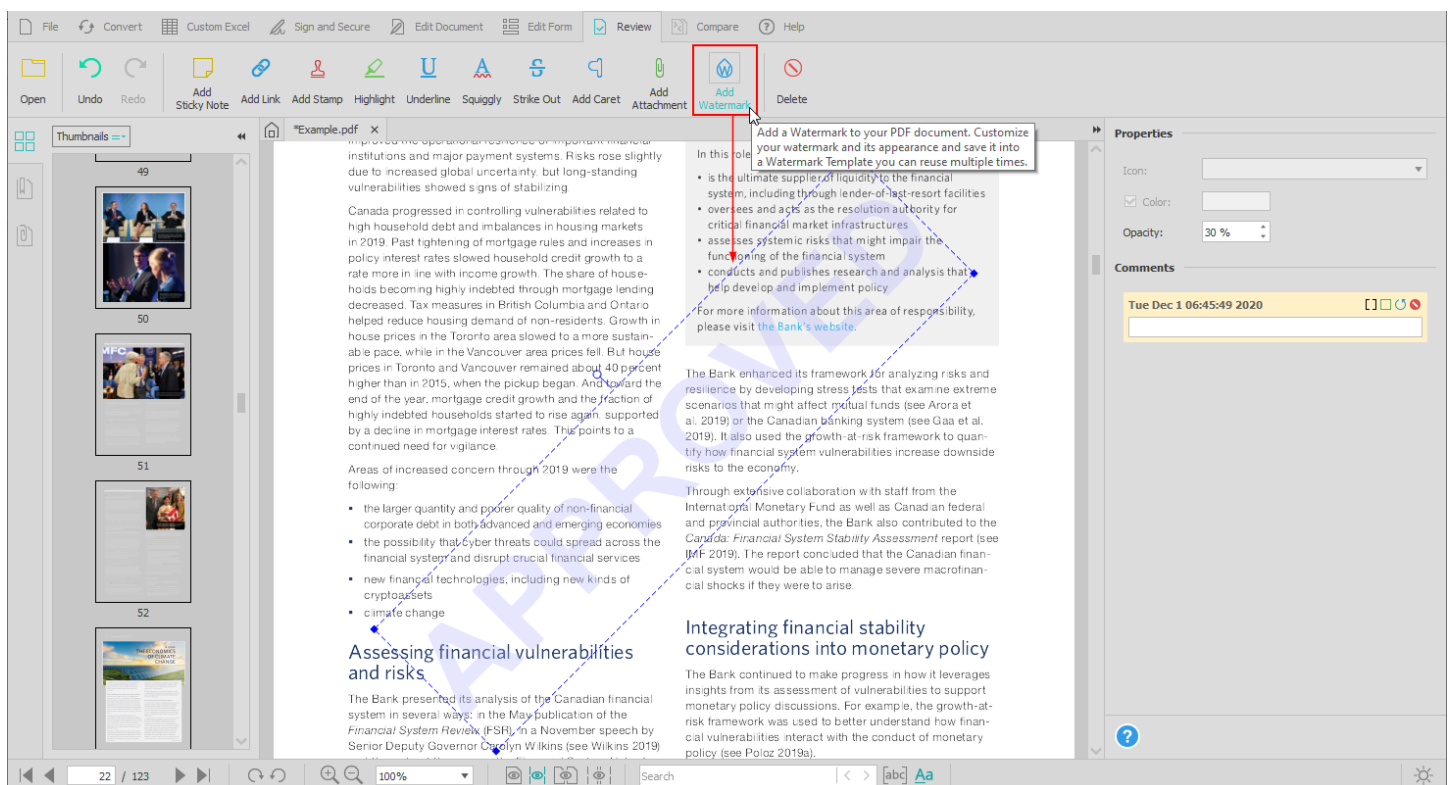 File Convert Custom Excel Sign and Secure Edit Document Edit Form Review Compare Help
Open Undo Redo Add Sticky Note Add Link Add Stamp Highlight Underline Squiggly Strike Out Add Caret Add Attachment Add Watermark Delete
Thumbnails
49
50
51
52
THE ECONOMICS
OF CLIMATE
CHANGE
*Example.pdf
Add a Watermark to your PDF document. Customize
your watermark and its appearance and save it into
a Watermark Template you can reuse multiple times.
improved the operational resilience of important financial
institutions and major payment systems. Risks rose slightly
due to increased global uncertainty, but long-standing
vulnerabilities showed signs of stabilizing.
Canada progressed in controlling vulnerabilities related to
high household debt and imbalances in housing markets
in 2019. Past tightening of mortgage rules and increases in
policy interest rates slowed household credit growth to a
rate more in line with income growth. The share of house-
holds becoming highly indebted through mortgage lending
decreased. Tax measures in British Columbia and Ontario
helped reduce housing demand of non-residents. Growth in
house prices in the Toronto area slowed to a more sustain-
able pace, while in the Vancouver area prices fell. But house
prices in Toronto and Vancouver remained about 40 percent
higher than in 2015, when the pickup began. And toward the
end of the year, mortgage credit growth and the fraction of
highly indebted households started to rise again, supported
by a decline in mortgage interest rates. This points to a
continued need for vigilance.
Areas of increased concern through 2019 were the
following:
▪ the larger quantity and poorer quality of non-financial
corporate debt in both advanced and emerging economies
▪ the possibility that cyber threats could spread across the
financial system and disrupt crucial financial services
▪ new financial technologies, including new kinds of
cryptoassets
▪ climate change
Assessing financial vulnerabilities
and risks
The Bank presented its analysis of the Canadian financial
system in several ways: in the May publication of the
Financial System Review (FSR), in a November speech by
Senior Deputy Governor Carolyn Wilkins (see Wilkins 2019)
In this role
• is the ultimate supplier of liquidity to the financial
system, including through lender-of-last-resort facilities
• oversees and acts as the resolution authority for
critical financial market infrastructures
• assesses systemic risks that might impair the
functioning of the financial system
• conducts and publishes research and analysis that
help develop and implement policy
For more information about this area of responsibility,
please visit the Bank's website.
The Bank enhanced its framework for analyzing risks and
resilience by developing stress tests that examine extreme
scenarios that might affect mutual funds (see Arora et
al. 2019) or the Canadian banking system (see Gaa et al.
2019). It also used the growth-at-risk framework to quan-
tify how financial system vulnerabilities increase downside
risks to the economy.
Through extensive collaboration with staff from the
International Monetary Fund as well as Canadian federal
and provincial authorities, the Bank also contributed to the
Canada: Financial System Stability Assessment report (see
IMF 2019). The report concluded that the Canadian finan-
cial system would be able to manage severe macrofinan-
cial shocks if they were to arise.
Integrating financial stability
considerations into monetary policy
The Bank continued to make progress in how it leverages
insights from its assessment of vulnerabilities to support
monetary policy discussions. For example, the growth-at-
risk framework was used to better understand how finan-
cial vulnerabilities interact with the conduct of monetary
policy (see Poloz 2019a).
APPROVED
Properties
Icon:
Color:
Opacity: 30 %
Comments
Tue Dec 1 06:45:49 2020
22 / 123 100% Search [abc] Aa